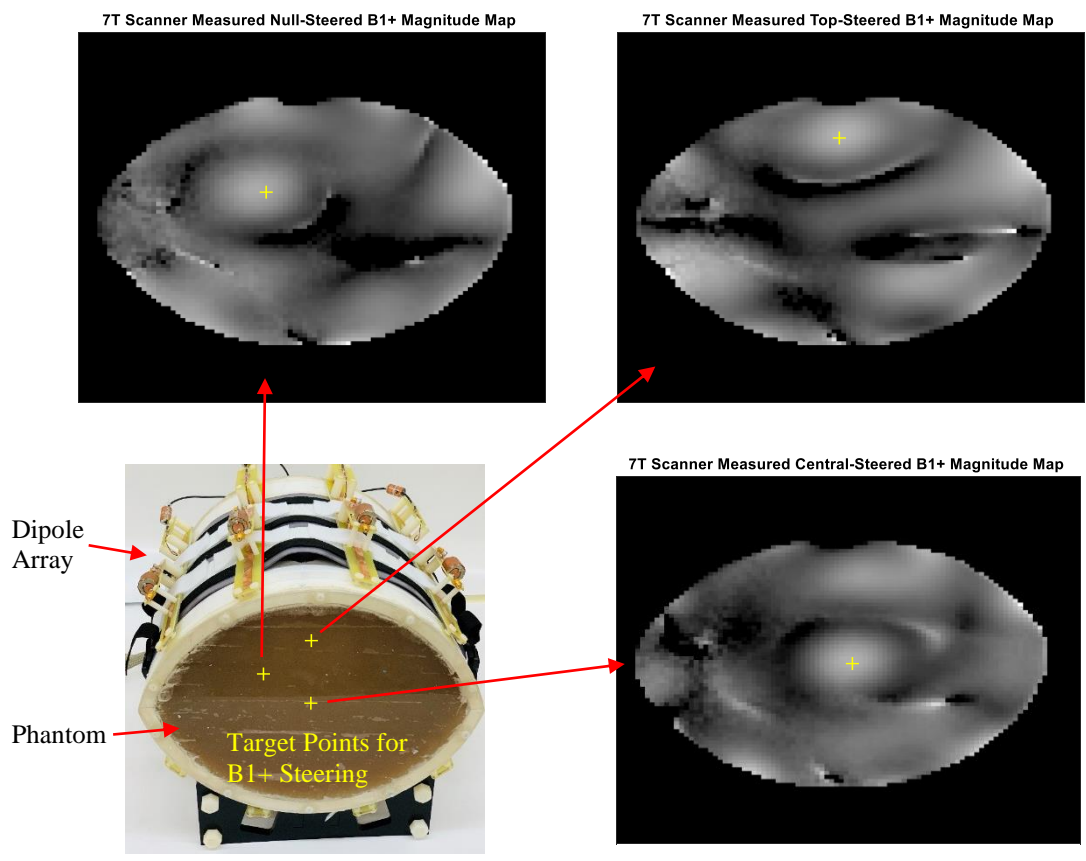 7T Scanner Measured Null-Steered B1+ Magnitude Map
7T Scanner Measured Top-Steered B1+ Magnitude Map
7T Scanner Measured Central-Steered B1+ Magnitude Map
Dipole
Array
Phantom
Target Points for
B1+ Steering